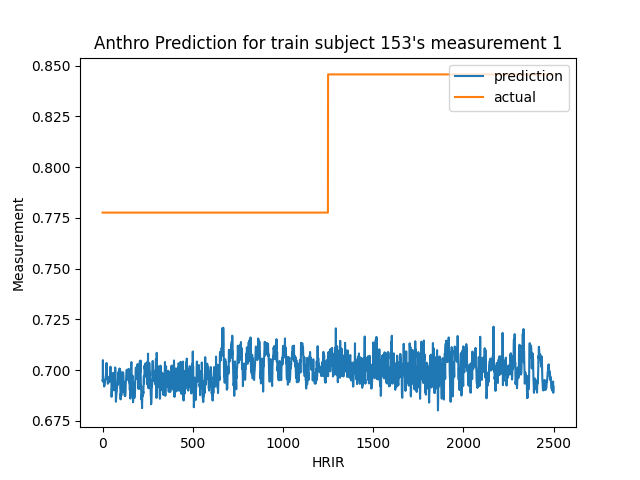 Anthro Prediction for train subject 153's measurement 1
prediction
actual
0.850
0.825
0.800
0.775
0.750
0.725
0.700
0.675
Measurement
0
500
1000
1500
2000
2500
HRIR